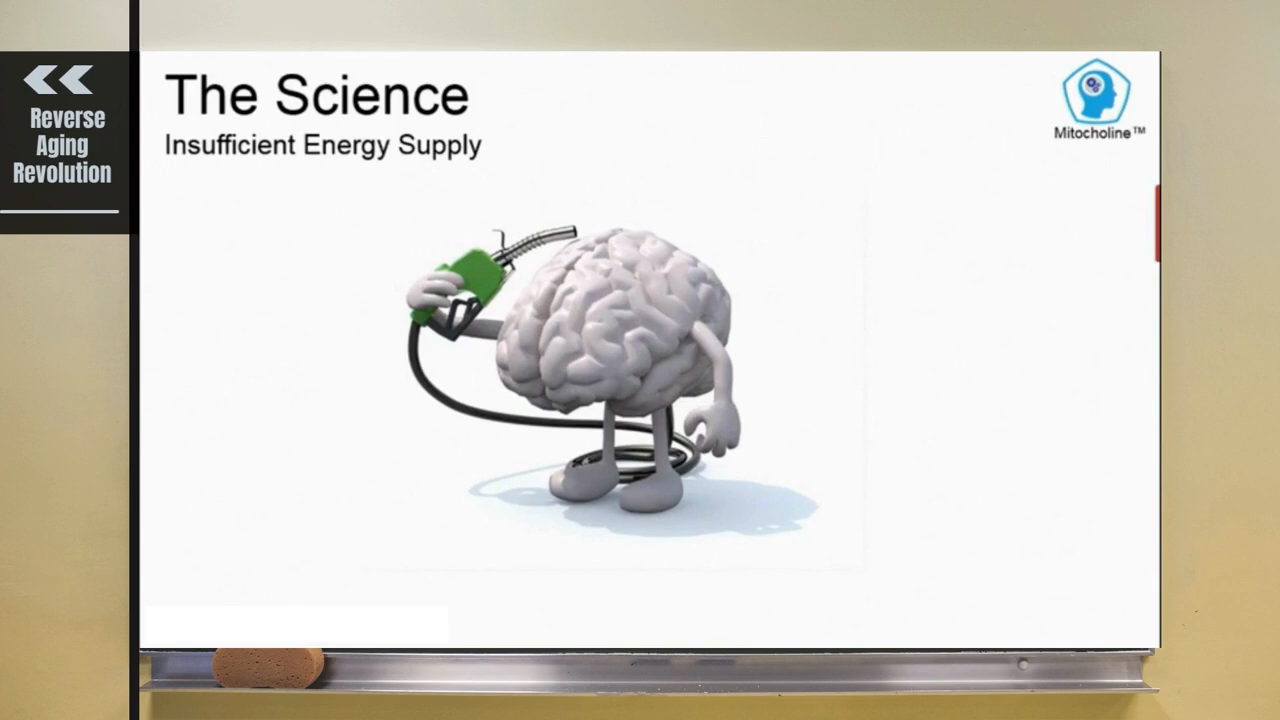 Reverse
Aging
Revolution
The Science
Insufficient Energy Supply
Mitocholine™